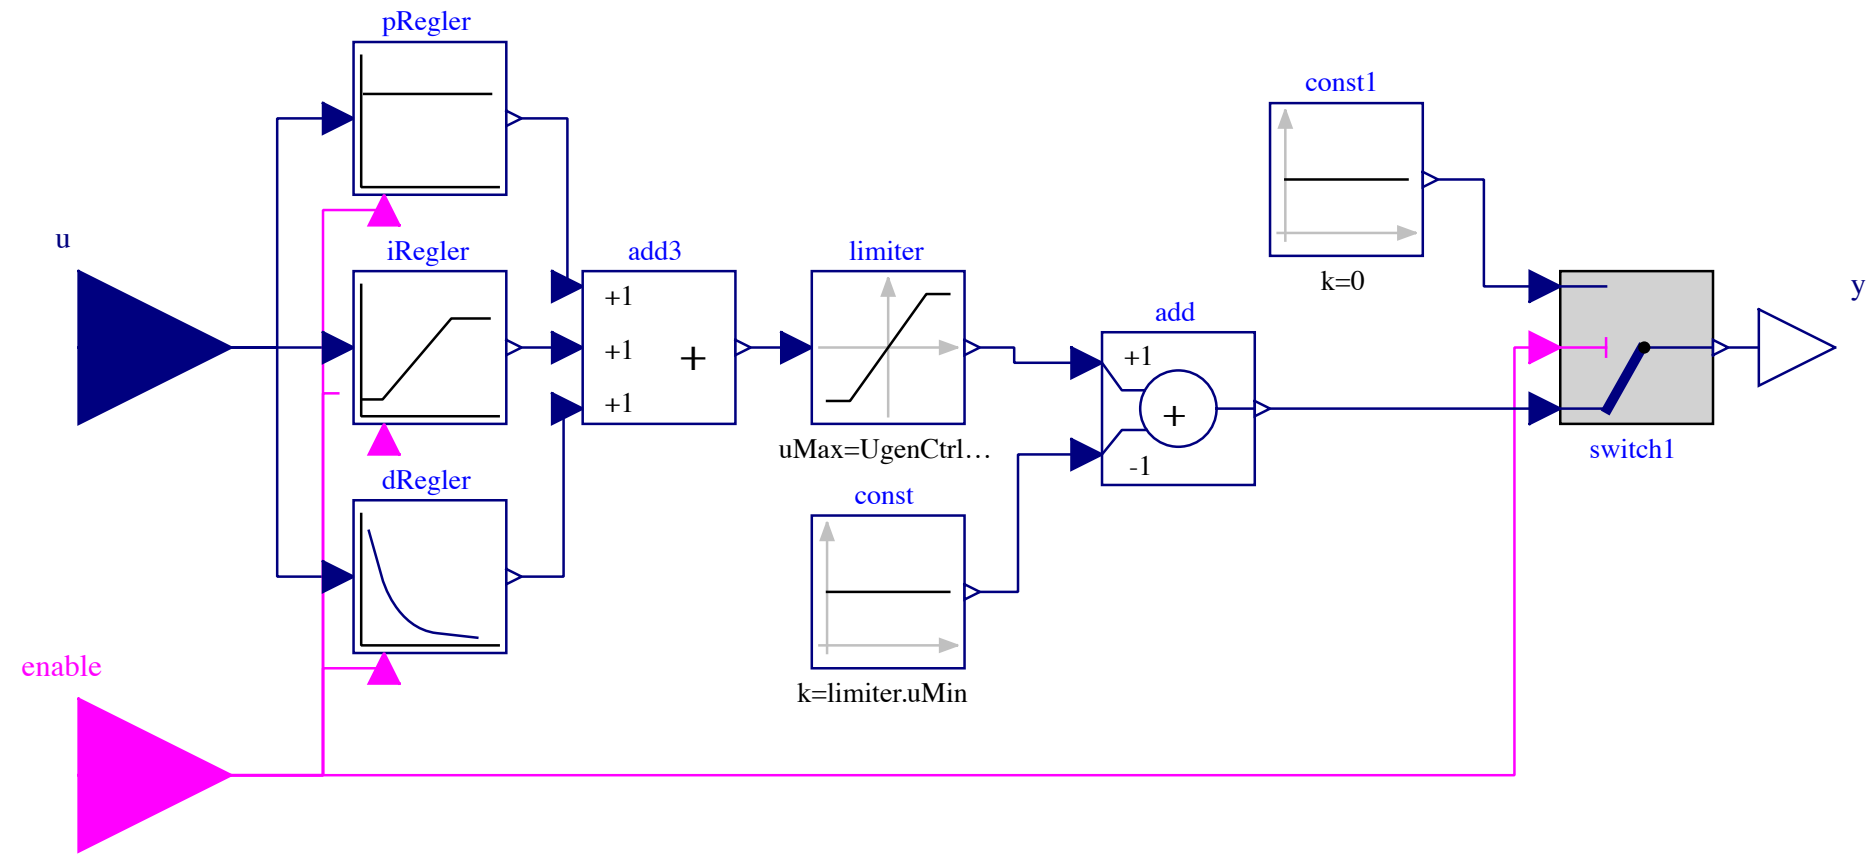 pRegler
const1
u
iRegler
add3
limiter
+1
k=0
y
add
+1
+
+1
+1
+
+1
uMax=UgenCtrl…
-1
switch1
dRegler
const
enable
k=limiter.uMin